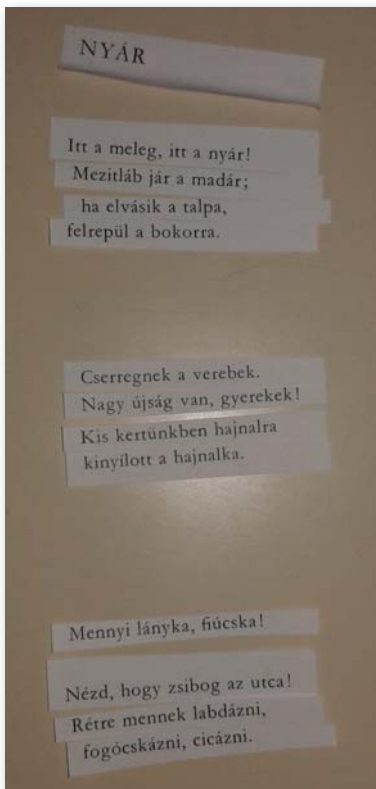 NYÁR
Itt a meleg, itt a nyár!
Mezitláb jár a madár;
ha elvásik a talpa,
felrepül a bokorra.
Cserregnek a verebek.
Nagy újság van, gyerekek!
Kis kertünkben hajnalra
kinyílott a hajnalka.
Mennyi lányka, fiúcska!
Nézd, hogy zsibog az utca!
Rétre mennek labdázni,
fogócskázni, cicázni.